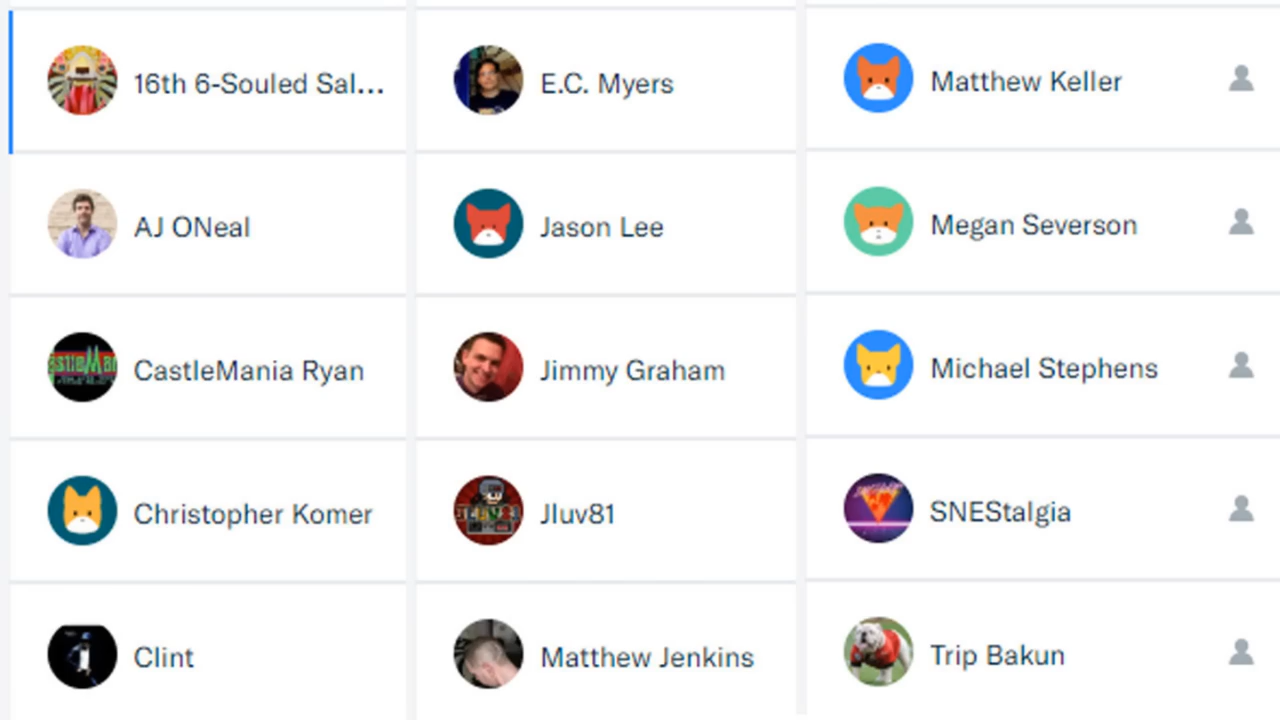 16th 6-Souled Sal...
E.C. Myers
Matthew Keller
AJ ONeal
Jason Lee
Megan Severson
CastleMania Ryan
Jimmy Graham
Michael Stephens
Christopher Komer
Jluv81
SNEStalgia
Clint
Matthew Jenkins
Trip Bakun